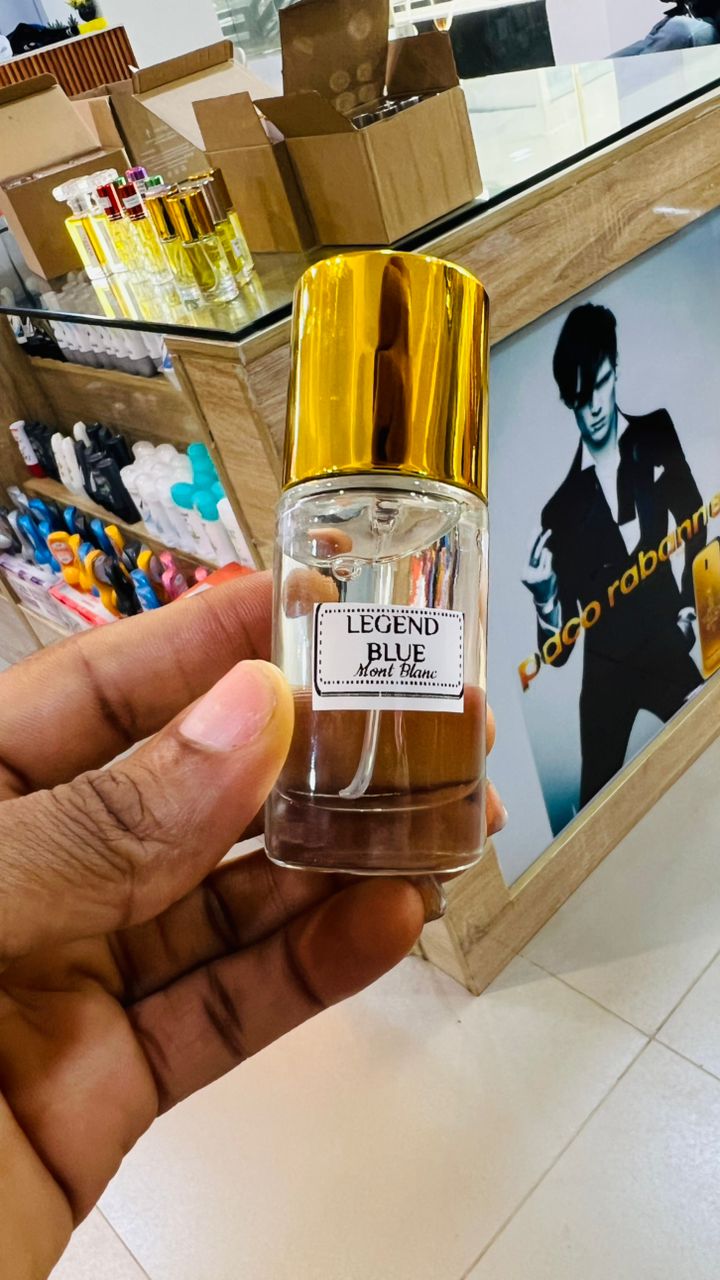 LEGEND
BLUE
Mont Blanc
paco rabanne